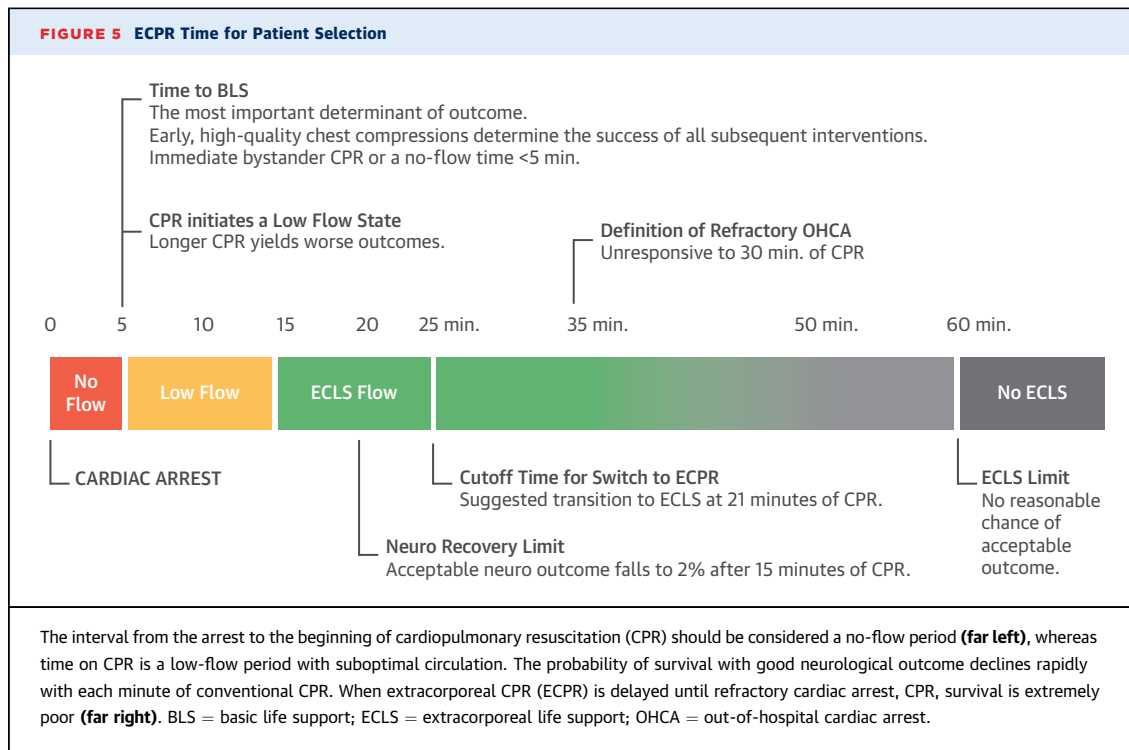 FIGURE 5 ECPR Time for Patient Selection
Time to BLS
The most important determinant of outcome.
Early, high-quality chest compressions determine the success of all subsequent interventions.
Immediate bystander CPR or a no-flow time <5 min.
CPR initiates a Low Flow State
Longer CPR yields worse outcomes.
Definition of Refractory OHCA
Unresponsive to 30 min. of CPR
0 5 10 15 20 25 min. 35 min. 50 min. 60 min.
No
Flow
Low Flow
ECLS Flow
No ECLS
CARDIAC ARREST
Cutoff Time for Switch to ECPR
Suggested transition to ECLS at 21 minutes of CPR.
Neuro Recovery Limit
Acceptable neuro outcome falls to 2% after 15 minutes of CPR.
ECLS Limit
No reasonable
chance of
acceptable
outcome.
The interval from the arrest to the beginning of cardiopulmonary resuscitation (CPR) should be considered a no-flow period (far left), whereas
time on CPR is a low-flow period with suboptimal circulation. The probability of survival with good neurological outcome declines rapidly
with each minute of conventional CPR. When extracorporeal CPR (ECPR) is delayed until refractory cardiac arrest, CPR, survival is extremely
poor (far right). BLS = basic life support; ECLS = extracorporeal life support; OHCA = out-of-hospital cardiac arrest.